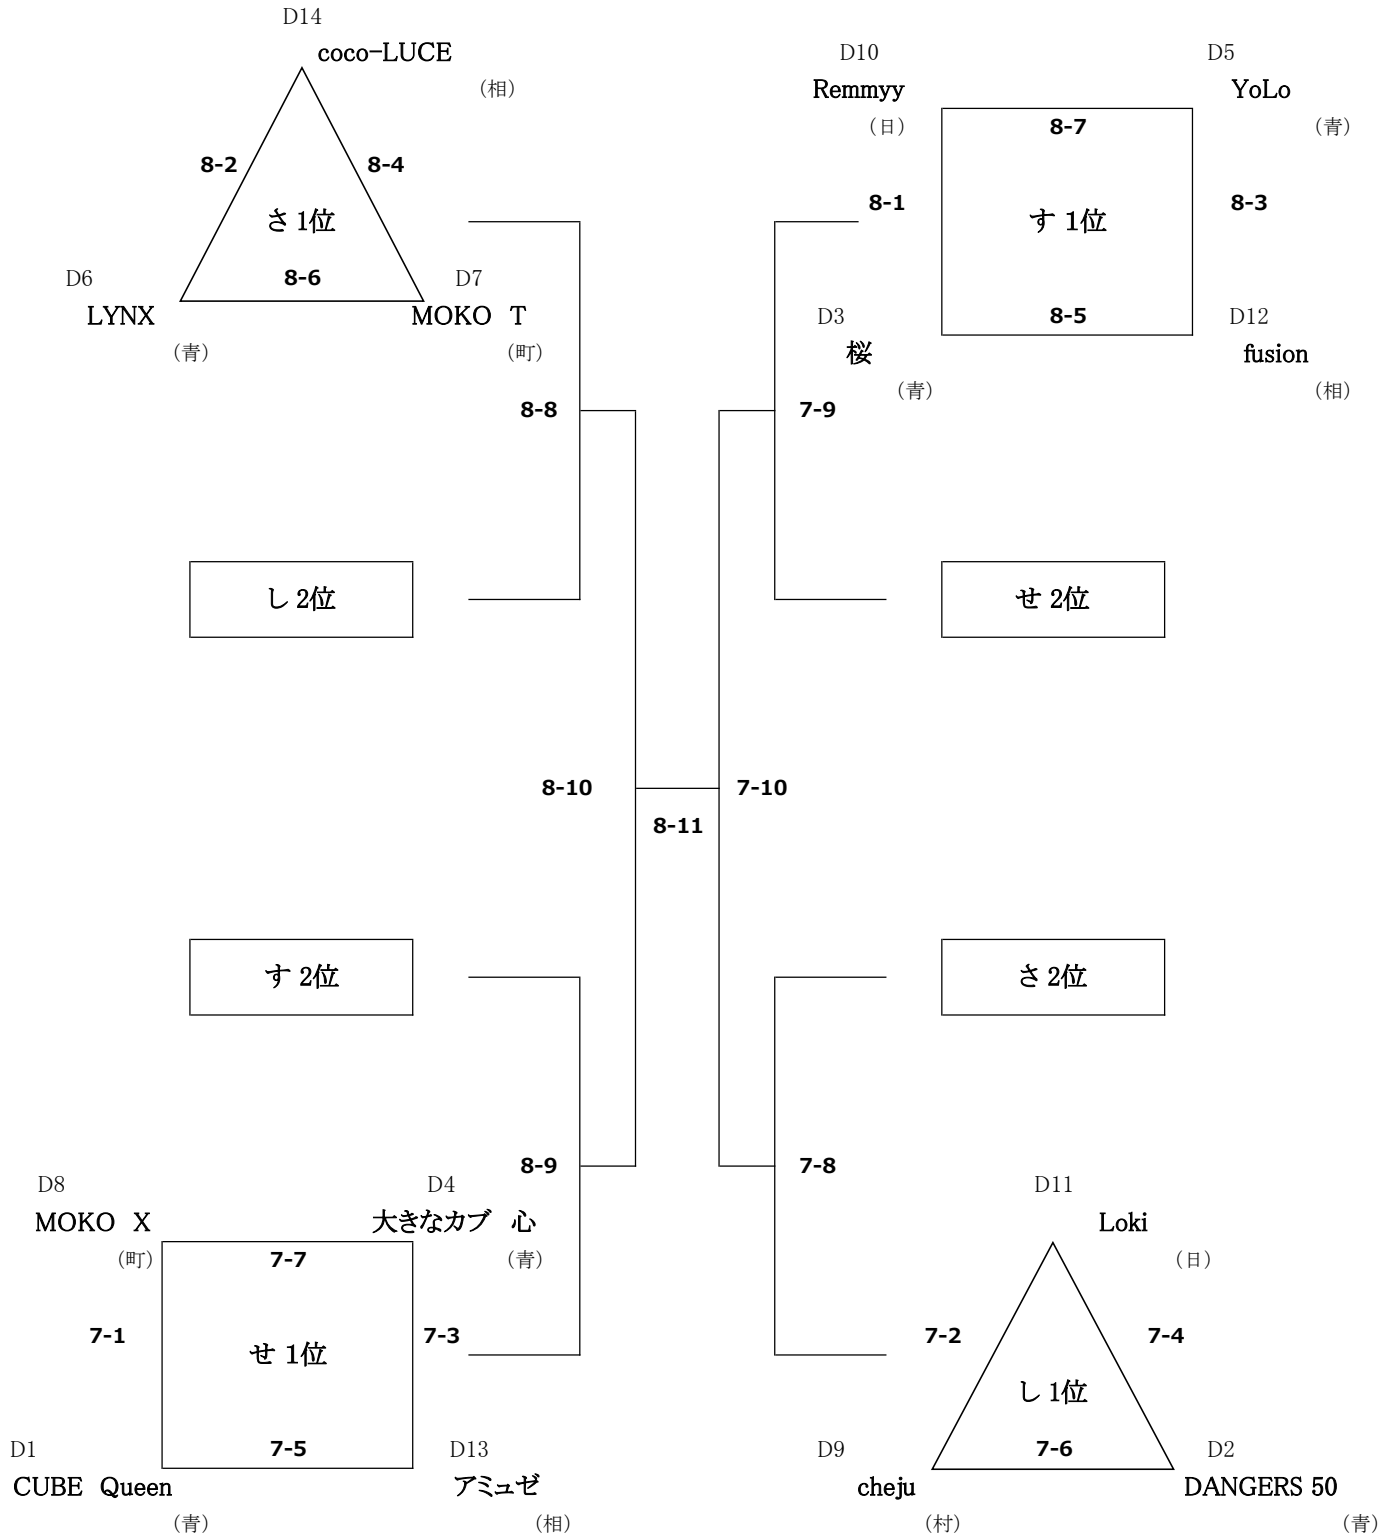 D14
coco-LUCE
（相）
8-2
8-4
さ 1位
D6
8-6
D7
LYNX
MOKO　T
（青）
（町）
D10
D5
Remmyy
YoLo
（日）
8-7
（青）
8-1
8-3
す 1位
D3
8-5
D12
桜
fusion
（青）
（相）
8-8
7-9
し 2位
せ 2位
8-10
7-10
8-11
す 2位
さ 2位
8-9
7-8
D8
D4
MOKO　X
大きなカブ　心
（町）
7-7
（青）
7-1
7-3
せ 1位
D1
7-5
D13
CUBE　Queen
アミュゼ
（青）
（相）
D11
Loki
（日）
7-2
7-4
し 1位
D9
7-6
D2
cheju
DANGERS 50
（村）
（青）